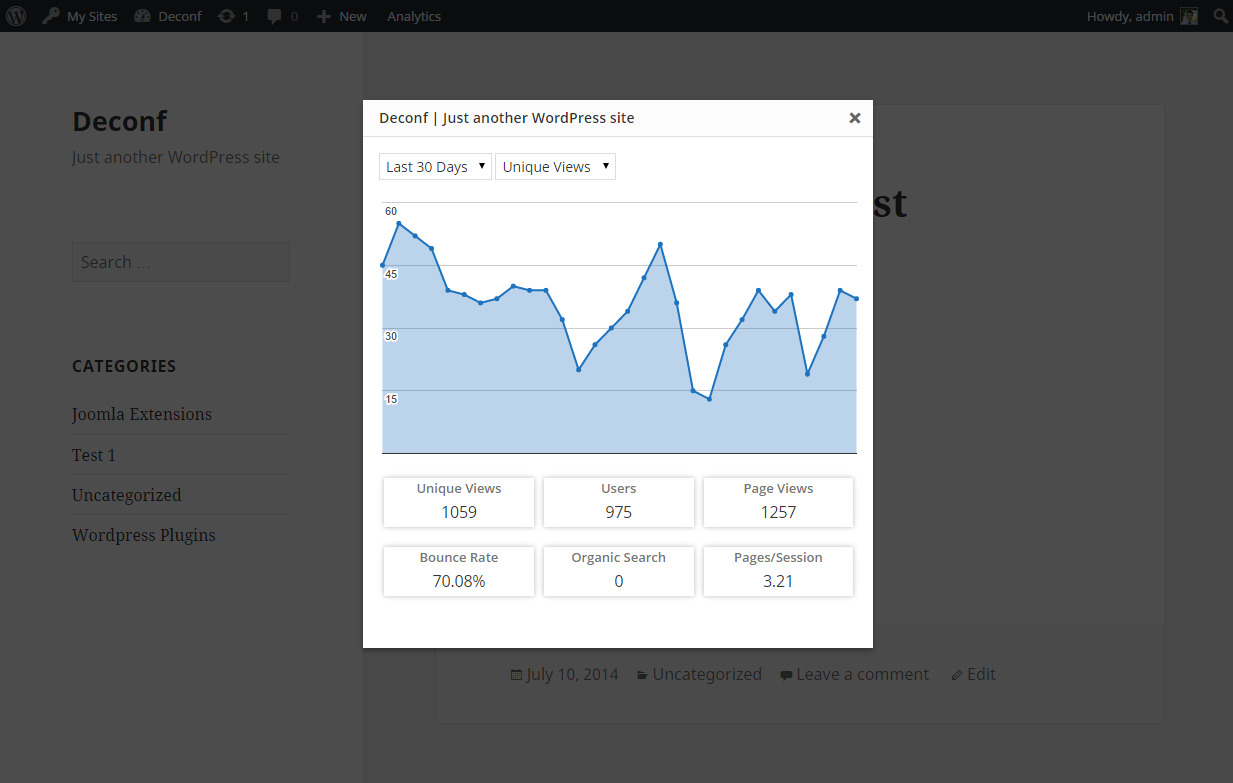 My Sites Deconf 1 0 New Analytics Howdy, admin
Deconf
Just another WordPress site
Search …
CATEGORIES
Joomla Extensions
Test 1
Uncategorized
Wordpress Plugins
st
Deconf | Just another WordPress site
Last 30 Days Unique Views
60
45
30
15
Unique Views Users Page Views
1059 975 1257
Bounce Rate Organic Search Pages/Session
70.08% 0 3.21
July 10, 2014 Uncategorized Leave a comment Edit